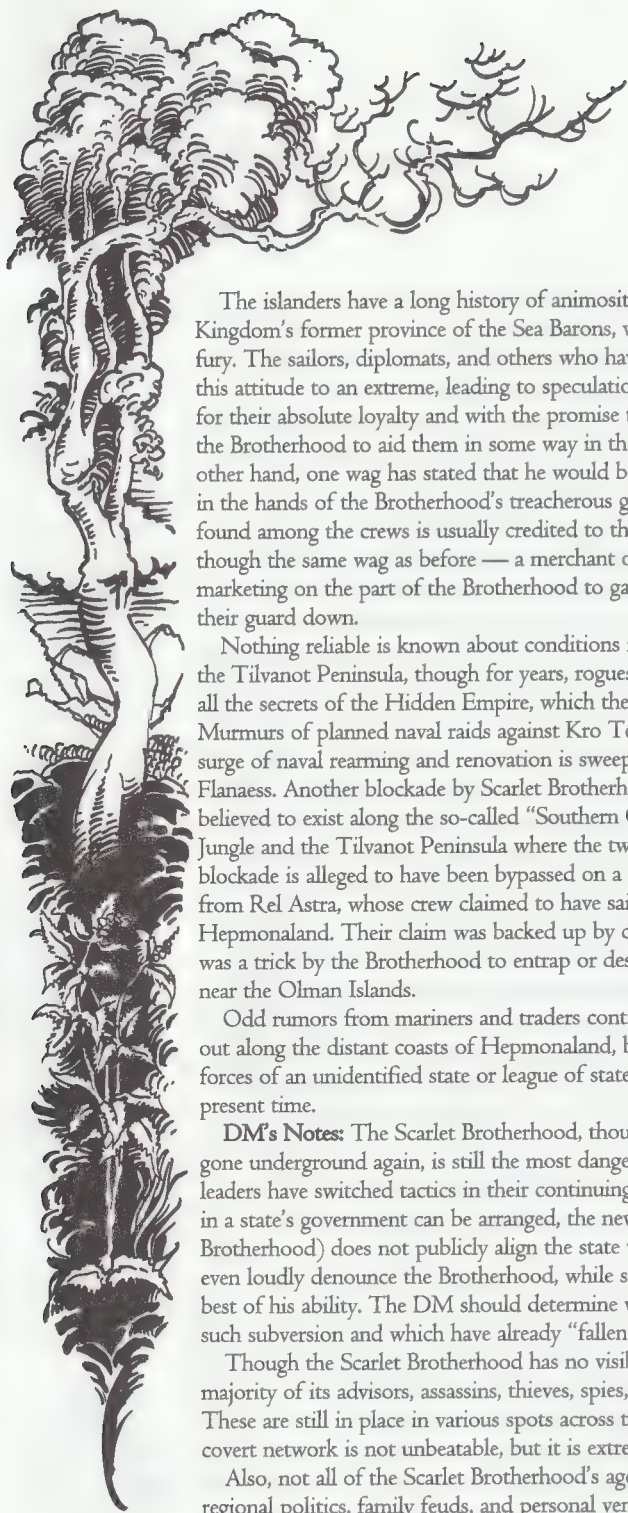 The islanders have a long history of animosit
Kingdom's former province of the Sea Barons, v
fury. The sailors, diplomats, and others who hav
this attitude to an extreme, leading to speculatio
for their absolute loyalty and with the promise t
the Brotherhood to aid them in some way in th
other hand, one wag has stated that he would b
in the hands of the Brotherhood's treacherous g
found among the crews is usually credited to th
though the same wag as before — a merchant c
marketing on the part of the Brotherhood to ga
their guard down.
Nothing reliable is known about conditions
the Tilvanot Peninsula, though for years, rogues
all the secrets of the Hidden Empire, which the
Murmurs of planned naval raids against Kro Te
surge of naval rearming and renovation is sweep
Flanaess. Another blockade by Scarlet Brotherh
believed to exist along the so-called "Southern
Jungle and the Tilvanot Peninsula where the tw
blockade is alleged to have been bypassed on a
from Rel Astra, whose crew claimed to have sai
Hepmonaland. Their claim was backed up by c
was a trick by the Brotherhood to entrap or des
near the Olman Islands.
Odd rumors from mariners and traders cont
out along the distant coasts of Hepmonaland, b
forces of an unidentified state or league of state
present time.
DM's Notes: The Scarlet Brotherhood, thou
gone underground again, is still the most dange
leaders have switched tactics in their continuing
in a state's government can be arranged, the nev
Brotherhood) does not publicly align the state
even loudly denounce the Brotherhood, while s
best of his ability. The DM should determine v
such subversion and which have already "fallen
Though the Scarlet Brotherhood has no visil
majority of its advisors, assassins, thieves, spies,
These are still in place in various spots across t
covert network is not unbeatable, but it is extre
Also, not all of the Scarlet Brotherhood's age
regional politics, family feuds, and personal ven